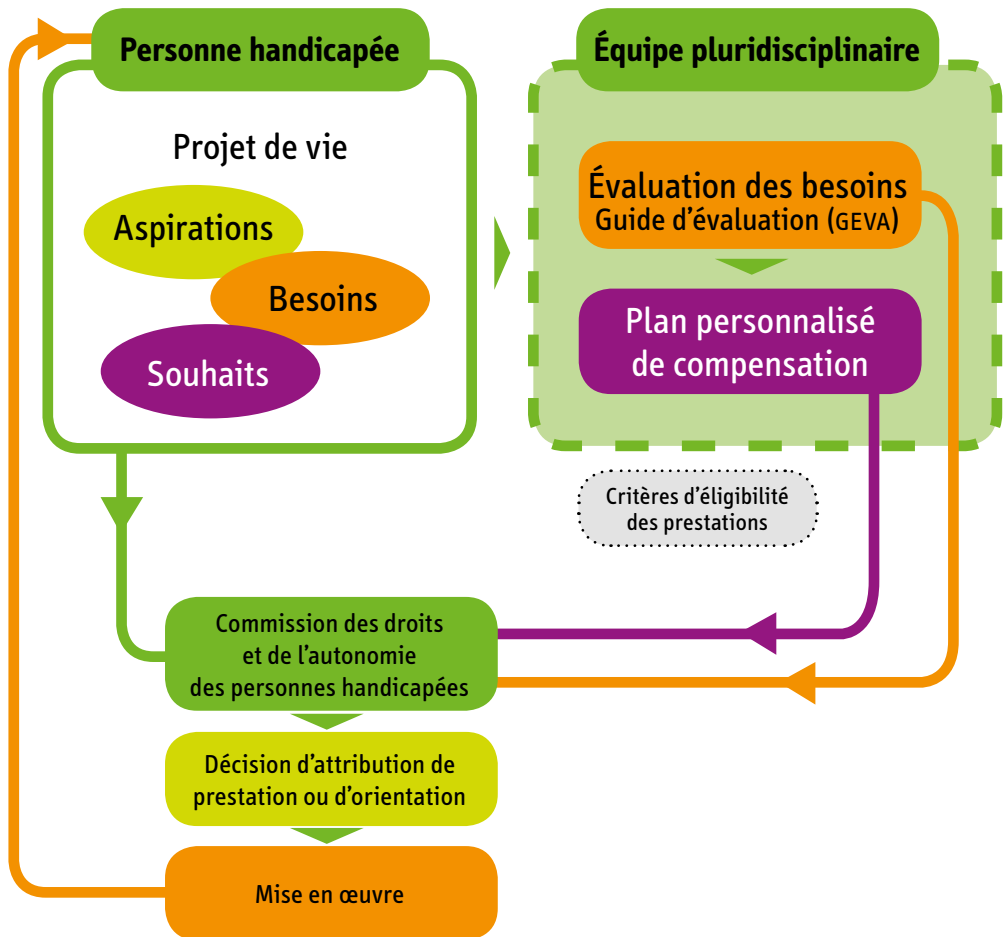 Personne handicapée
Projet de vie
Aspirations
Besoins
Souhaits
Équipe pluridisciplinaire
Évaluation des besoins
Guide d’évaluation (GEVA)
Plan personnalisé
de compensation
Critères d’éligibilité
des prestations
Commission des droits
et de l’autonomie
des personnes handicapées
Décision d’attribution de
prestation ou d’orientation
Mise en œuvre